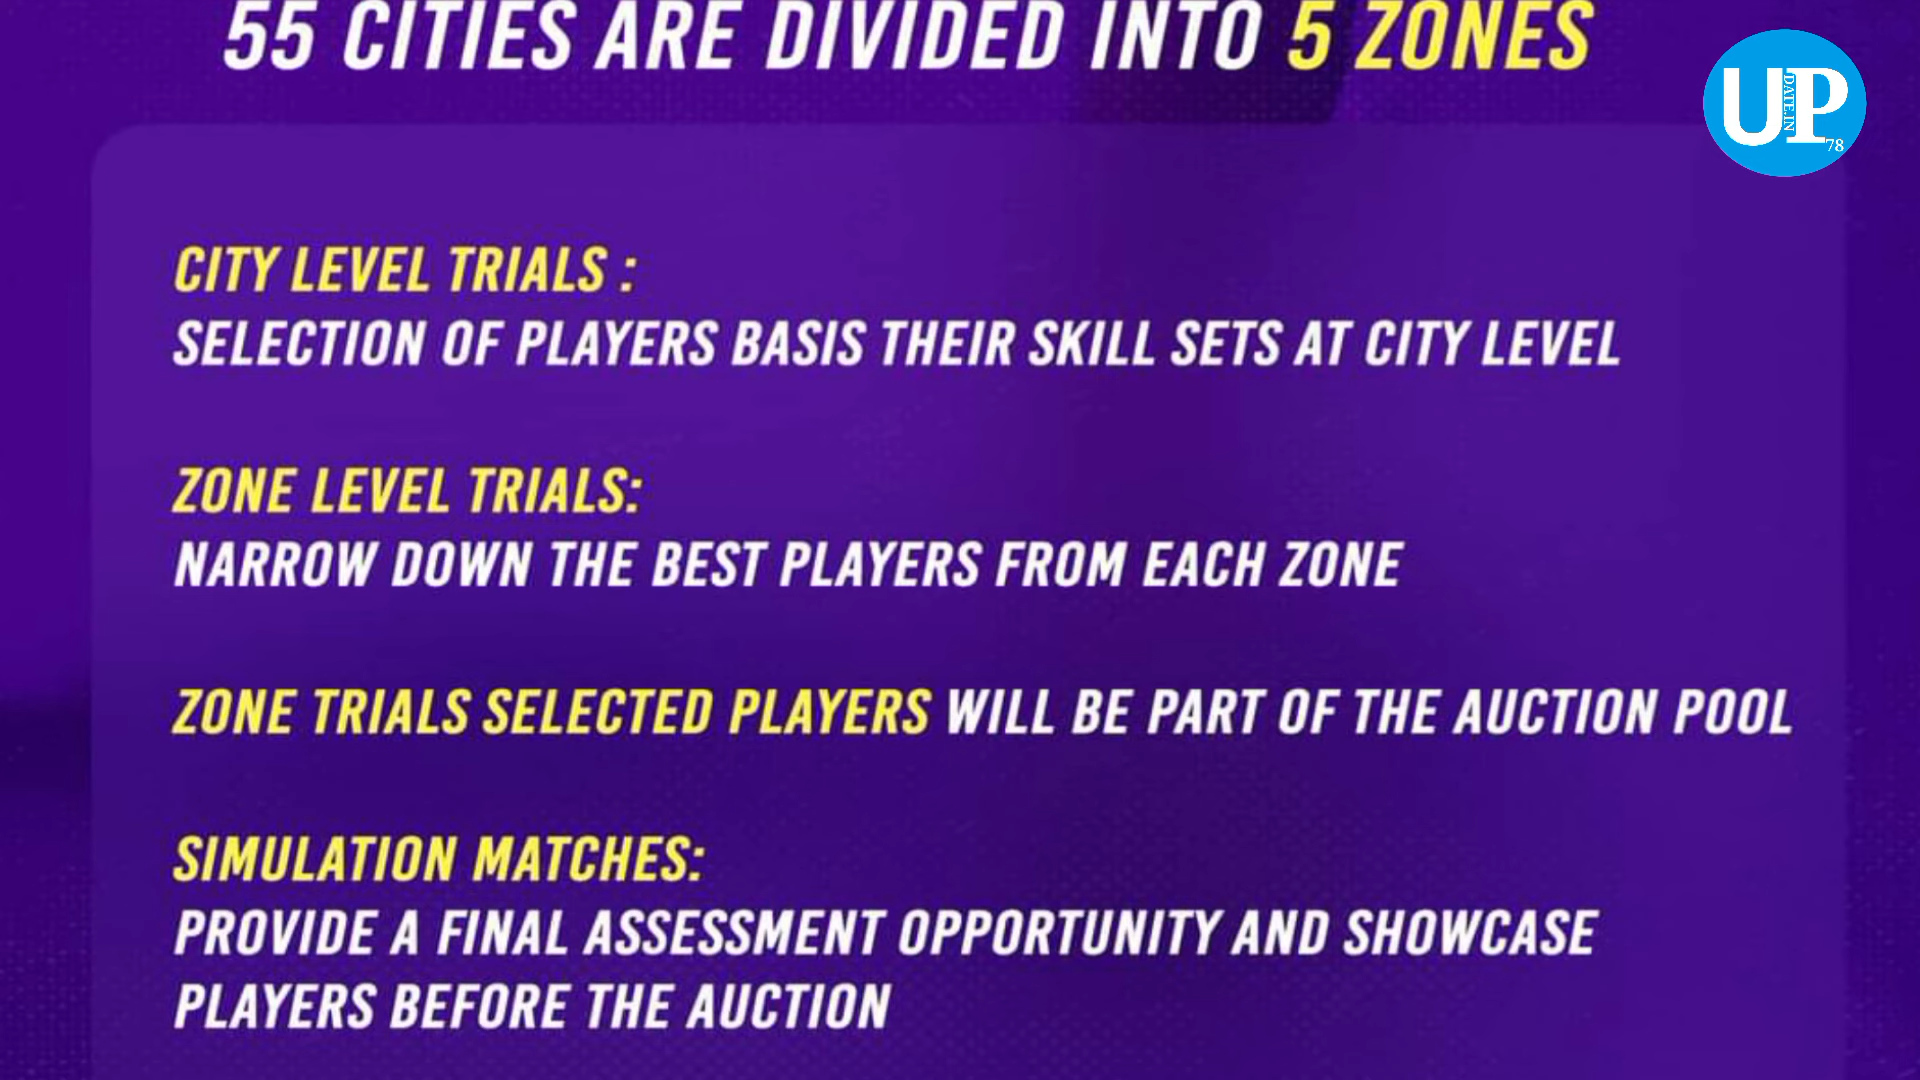 55 CITIES ARE DIVIDED INTO 5 ZONES
UP
DATE.IN
78
CITY LEVEL TRIALS :
SELECTION OF PLAYERS BASIS THEIR SKILL SETS AT CITY LEVEL
ZONE LEVEL TRIALS:
NARROW DOWN THE BEST PLAYERS FROM EACH ZONE
ZONE TRIALS SELECTED PLAYERS WILL BE PART OF THE AUCTION POOL
SIMULATION MATCHES:
PROVIDE A FINAL ASSESSMENT OPPORTUNITY AND SHOWCASE
PLAYERS BEFORE THE AUCTION